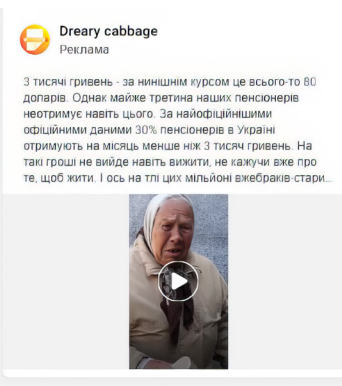 Dreary cabbage
Реклама
3 тисячі гривень - за нинішнім курсом це всього-то 80
доларів. Однак майже третина наших пенсіонерів
неотримує навіть цього. За найофіційнішими
офіційними даними 30% пенсіонерів в Україні
отримують на місяць менше ніж 3 тисяч гривень. На
такі гроші не вийде навіть вижити, не кажучи вже про
те, щоб жити. І ось на тлі цих мільйоні вжебраків-стари...